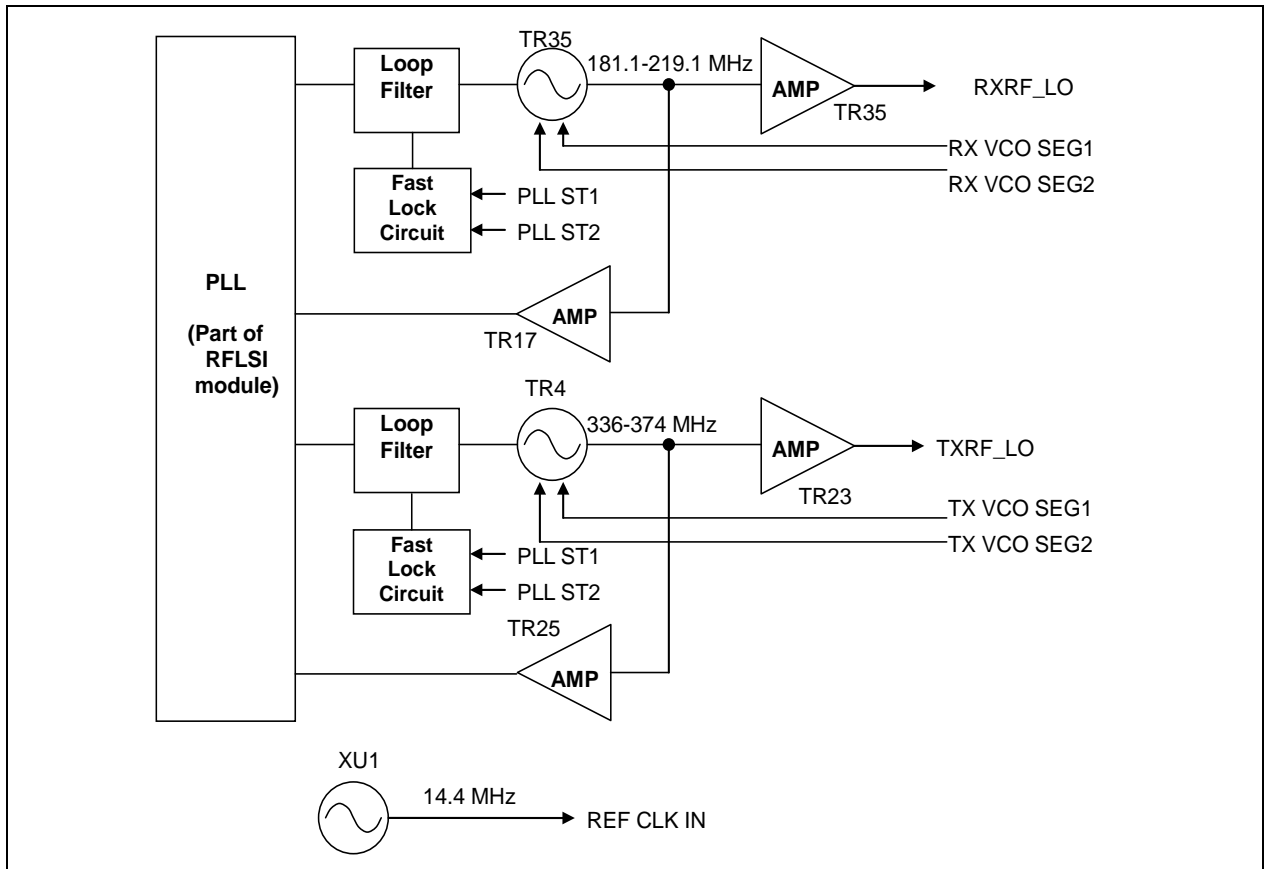 TR35
Loop
Filter
181.1-219.1 MHz
AMP
TR35
RXRF_LO
RX VCO SEG1
RX VCO SEG2
Fast
Lock
Circuit
PLL ST1
PLL ST2
PLL
(Part of
RFLSI
module)
AMP
TR17
TR4
Loop
Filter
336-374 MHz
AMP
TR23
TXRF_LO
TX VCO SEG1
TX VCO SEG2
Fast
Lock
Circuit
PLL ST1
PLL ST2
TR25
AMP
XU1
14.4 MHz
REF CLK IN